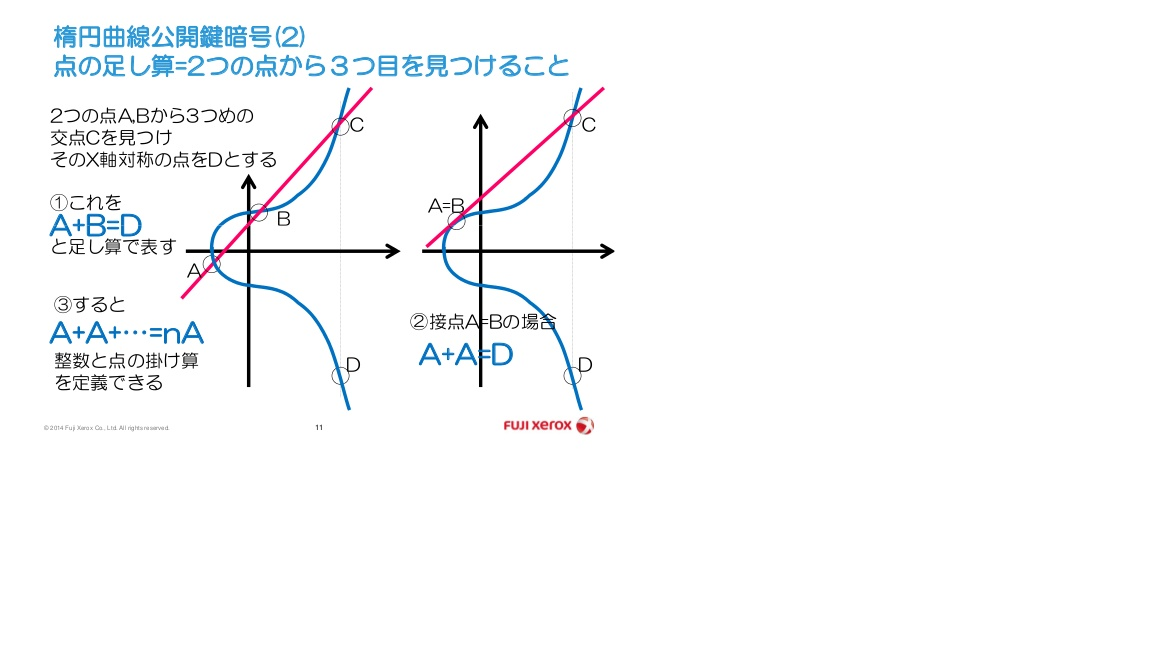 楕円曲線公開鍵暗号(2)
点の足し算=2つの点から３つ目を見つけること
2つの点A,Bから3つめの
交点Cを見つけ
そのX軸対称の点をDとする
①これを
A+B=D
と足し算で表す
③すると
A+A+…=nA
整数と点の掛け算
を定義できる
C
B
A
D
C
A=B
②接点A=Bの場合
A+A=D
D
© 2014 Fuji Xerox Co., Ltd. All rights reserved.
11
FUJI xerox